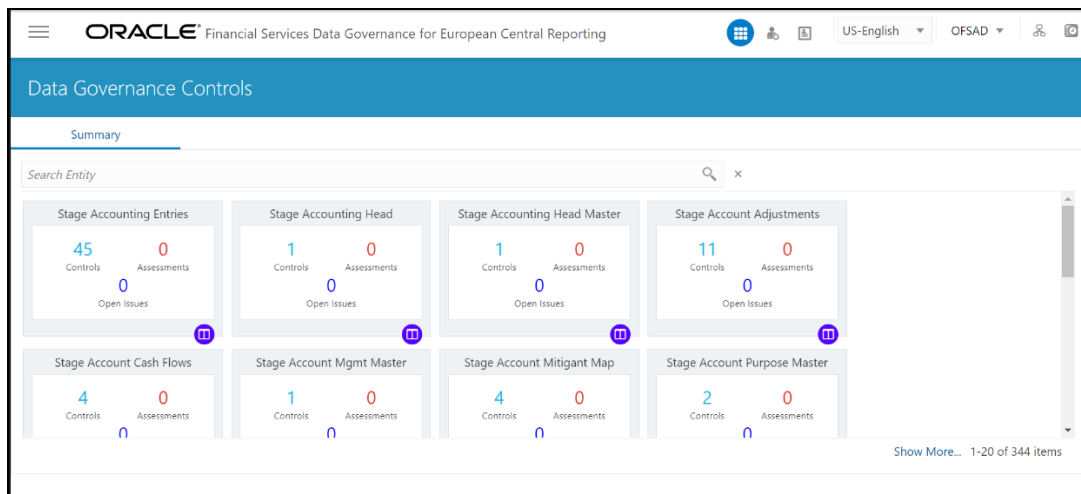 ORACLE® Financial Services Data Governance for European Central Reporting US-English OFSAD
Data Governance Controls
Summary
Search Entity
Stage Accounting Entries Stage Accounting Head Stage Accounting Head Master Stage Account Adjustments
45 0 1 0 1 0 11 0
Controls Assessments Controls Assessments Controls Assessments Controls Assessments
0 0 0 0
Open Issues Open Issues Open Issues Open Issues
Stage Account Cash Flows Stage Account Mgmt Master Stage Account Mitigant Map Stage Account Purpose Master
4 0 1 0 4 0 2 0
Controls Assessments Controls Assessments Controls Assessments Controls Assessments
0 0 0 0
Show More... 1-20 of 344 items